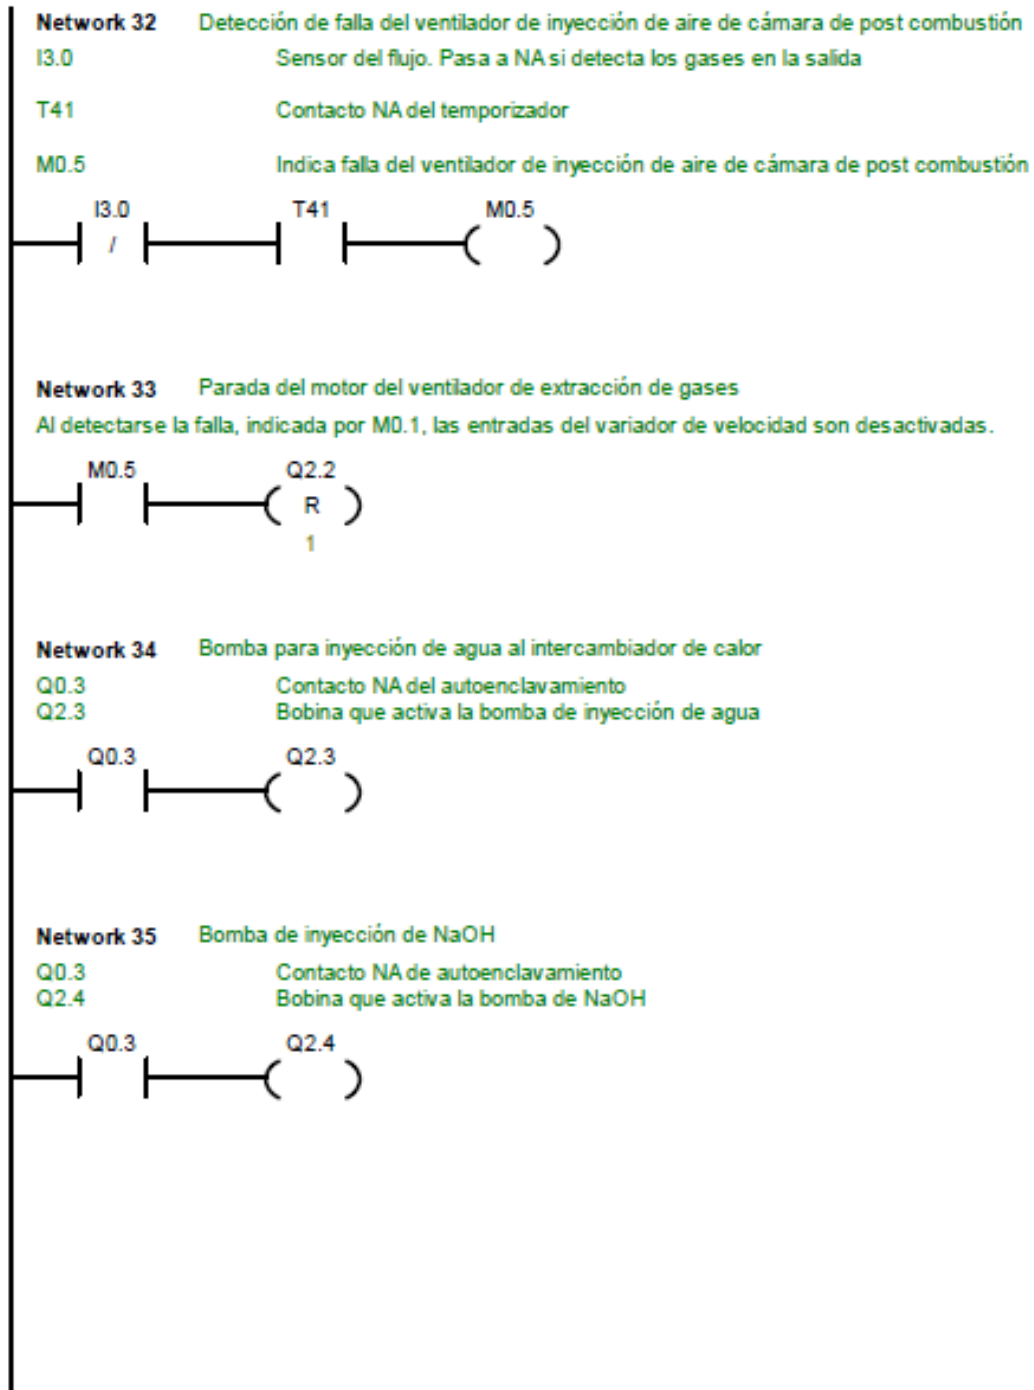 Network 32 Detección de falla del ventilador de inyección de aire de cámara de post combustión
I3.0 Sensor del flujo. Pasa a NA si detecta los gases en la salida
T41 Contacto NA del temporizador
M0.5 Indica falla del ventilador de inyección de aire de cámara de post combustión
I3.0 T41 M0.5
/
Network 33 Parada del motor del ventilador de extracción de gases
Al detectarse la falla, indicada por M0.1, las entradas del variador de velocidad son desactivadas.
M0.5 Q2.2
R
1
Network 34 Bomba para inyección de agua al intercambiador de calor
Q0.3 Contacto NA del autoenclavamiento
Q2.3 Bobina que activa la bomba de inyección de agua
Q0.3 Q2.3
Network 35 Bomba de inyección de NaOH
Q0.3 Contacto NA de autoenclavamiento
Q2.4 Bobina que activa la bomba de NaOH
Q0.3 Q2.4